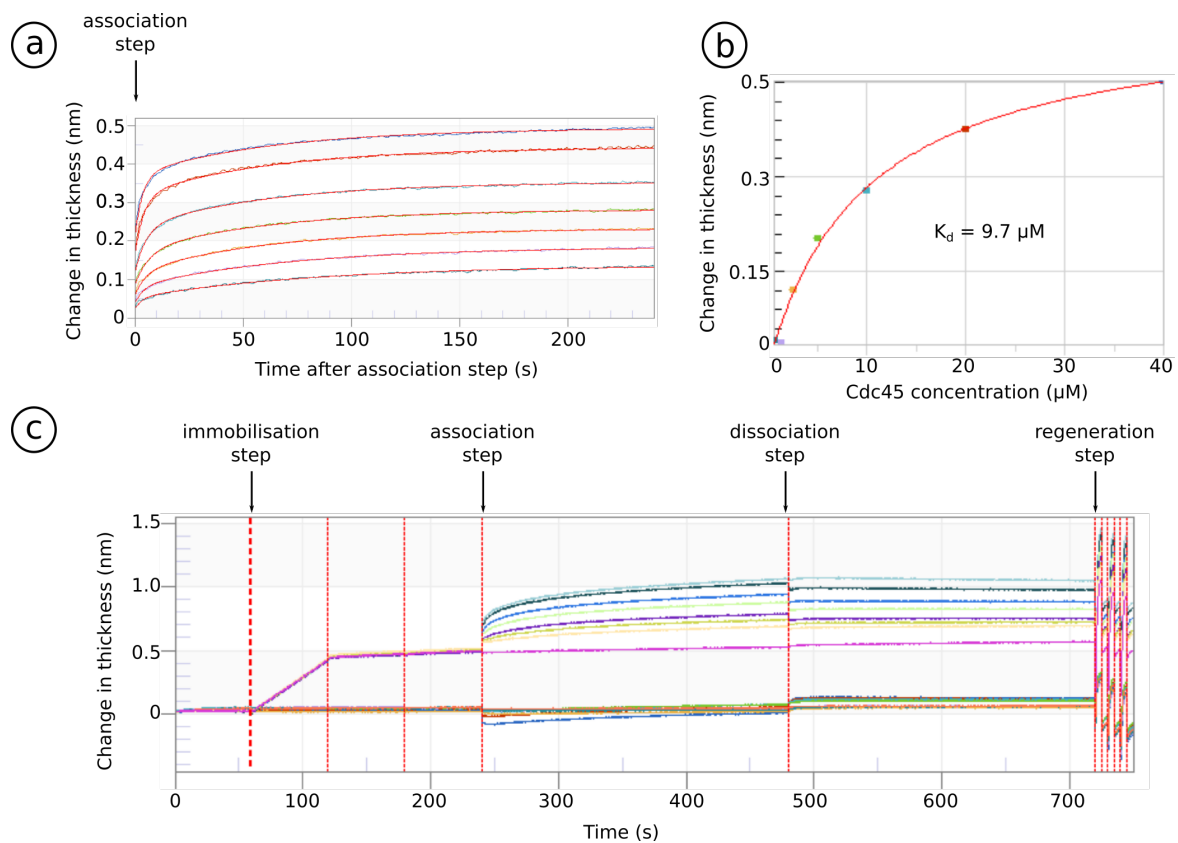 a
association
step
Change in thickness (nm)
0.5
0.4
0.3
0.2
0.1
0
0
50
100
150
200
Time after association step (s)
b
Change in thickness (nm)
0.5
0.3
0.15
0
Kd = 9.7 µM
0
10
20
30
40
Cdc45 concentration (µM)
c
immobilisation
step
association
step
dissociation
step
regeneration
step
Change in thickness (nm)
1.5
1.0
0.5
0
0
100
200
300
400
500
600
700
Time (s)